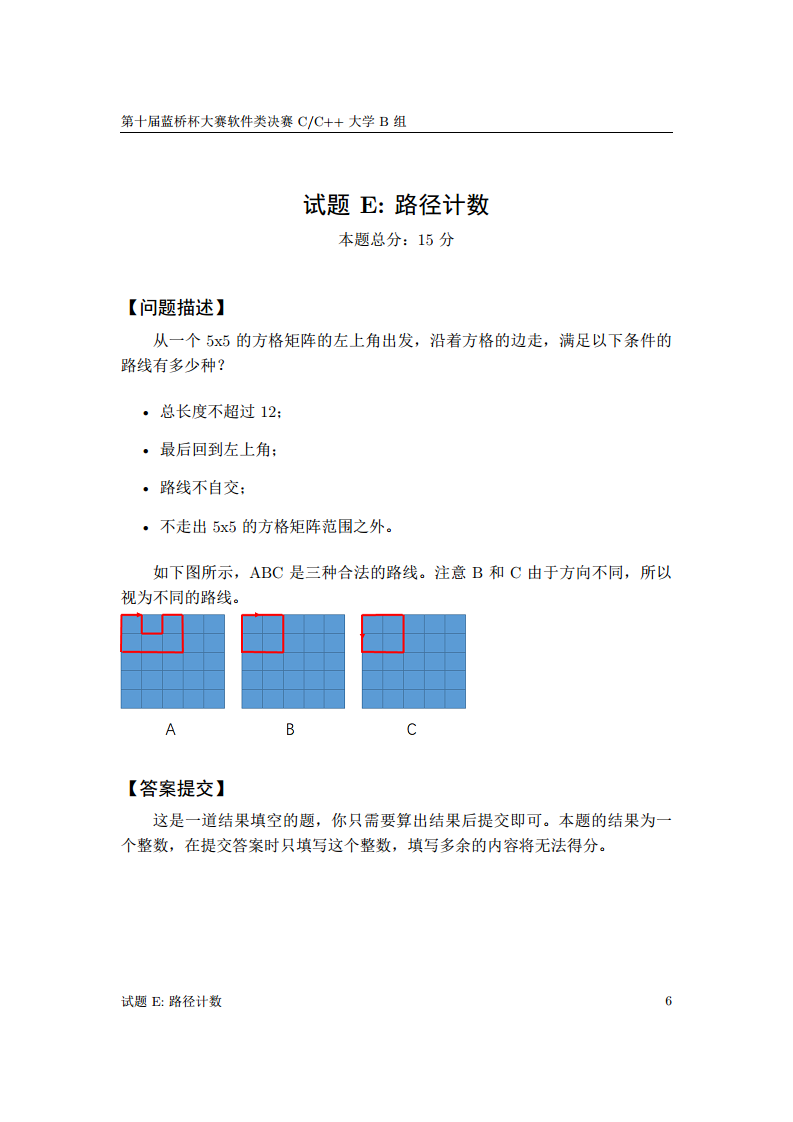 第十届蓝桥杯大赛软件类决赛 C/C++ 大学 B 组
试题 E: 路径计数
本题总分：15 分
【问题描述】
从一个 5x5 的方格矩阵的左上角出发，沿着方格的边走，满足以下条件的
路线有多少种？
• 总长度不超过 12；
• 最后回到左上角；
• 路线不自交；
• 不走出 5x5 的方格矩阵范围之外。
如下图所示，ABC 是三种合法的路线。注意 B 和 C 由于方向不同，所以
视为不同的路线。
A B C
【答案提交】
这是一道结果填空的题，你只需要算出结果后提交即可。本题的结果为一
个整数，在提交答案时只填写这个整数，填写多余的内容将无法得分。
试题 E: 路径计数 6